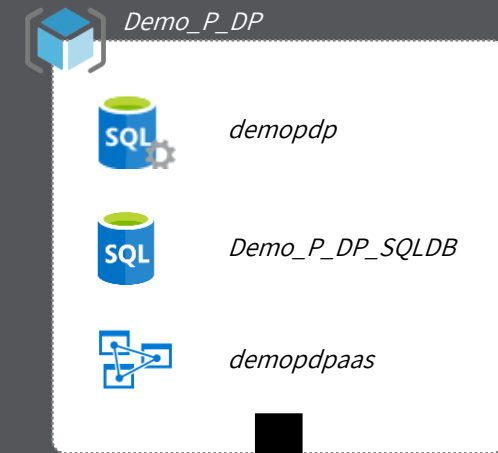 Demo_P_DP
SQL
demopdp
SQL
Demo_P_DP_SQLDB
demopdpaas